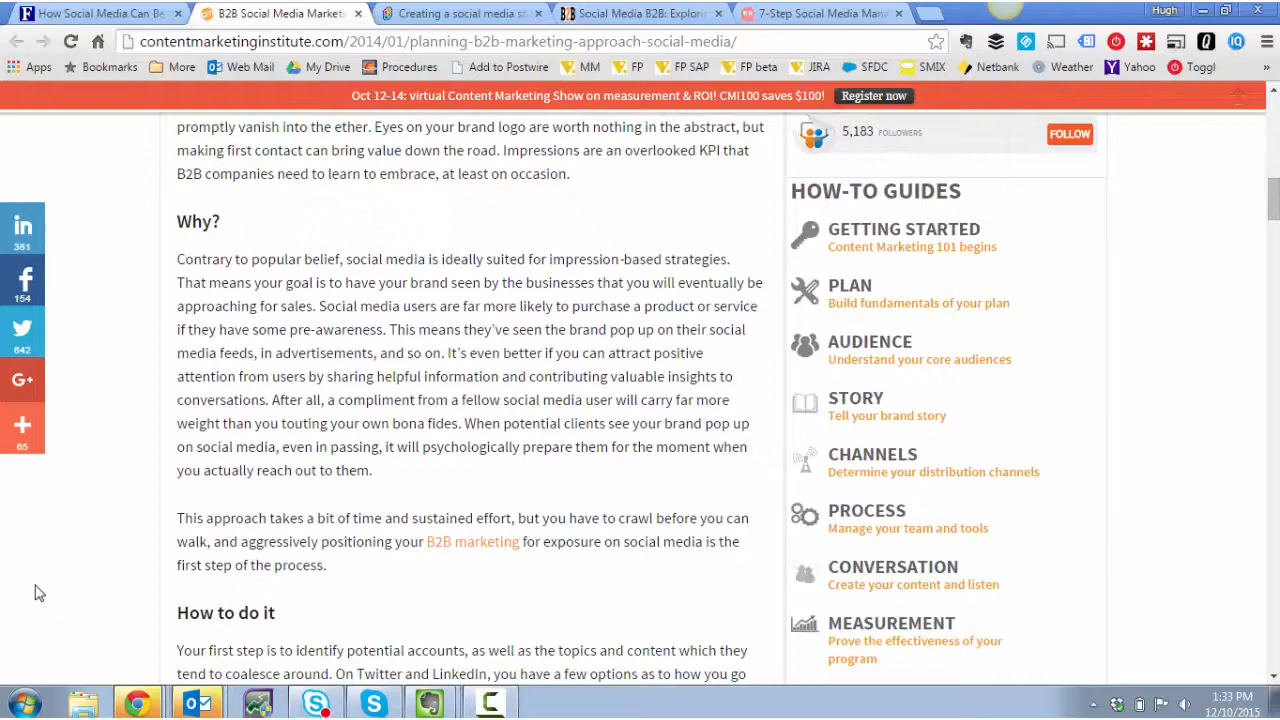 How Social Media Can Be
B2B Social Media Marketi
Creating a social media st
Social Media B2B: Explorin
7-Step Social Media Mana
Hugh
contentmarketinginstitute.com/2014/01/planning-b2b-marketing-approach-social-media/
Apps
Bookmarks
More
Web Mail
My Drive
Procedures
Add to Postwire
MM
FP
FP SAP
FP beta
JIRA
SFDC
SMIX
Netbank
Weather
Yahoo
Toggl
»
Oct 12-14: virtual Content Marketing Show on measurement & ROI! CMI100 saves $100! Register now
promptly vanish into the ether. Eyes on your brand logo are worth nothing in the abstract, but
making first contact can bring value down the road. Impressions are an overlooked KPI that
B2B companies need to learn to embrace, at least on occasion.
Why?
Contrary to popular belief, social media is ideally suited for impression-based strategies.
That means your goal is to have your brand seen by the businesses that you will eventually be
approaching for sales. Social media users are far more likely to purchase a product or service
if they have some pre-awareness. This means they've seen the brand pop up on their social
media feeds, in advertisements, and so on. It's even better if you can attract positive
attention from users by sharing helpful information and contributing valuable insights to
conversations. After all, a compliment from a fellow social media user will carry far more
weight than you touting your own bona fides. When potential clients see your brand pop up
on social media, even in passing, it will psychologically prepare them for the moment when
you actually reach out to them.
This approach takes a bit of time and sustained effort, but you have to crawl before you can
walk, and aggressively positioning your B2B marketing for exposure on social media is the
first step of the process.
How to do it
Your first step is to identify potential accounts, as well as the topics and content which they
tend to coalesce around. On Twitter and LinkedIn, you have a few options as to how you go
in
361
f
154
642
G+
+
65
5,183 FOLLOWERS
FOLLOW
HOW-TO GUIDES
GETTING STARTED
Content Marketing 101 begins
PLAN
Build fundamentals of your plan
AUDIENCE
Understand your core audiences
STORY
Tell your brand story
CHANNELS
Determine your distribution channels
PROCESS
Manage your team and tools
CONVERSATION
Create your content and listen
MEASUREMENT
Prove the effectiveness of your
program
1:33 PM
12/10/2015